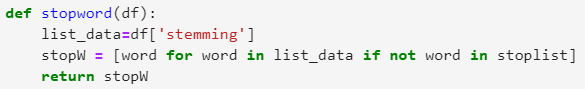 def stopword(df):
    list_data=df['stemming']
    stopW = [word for word in list_data if not word in stoplist]
    return stopW